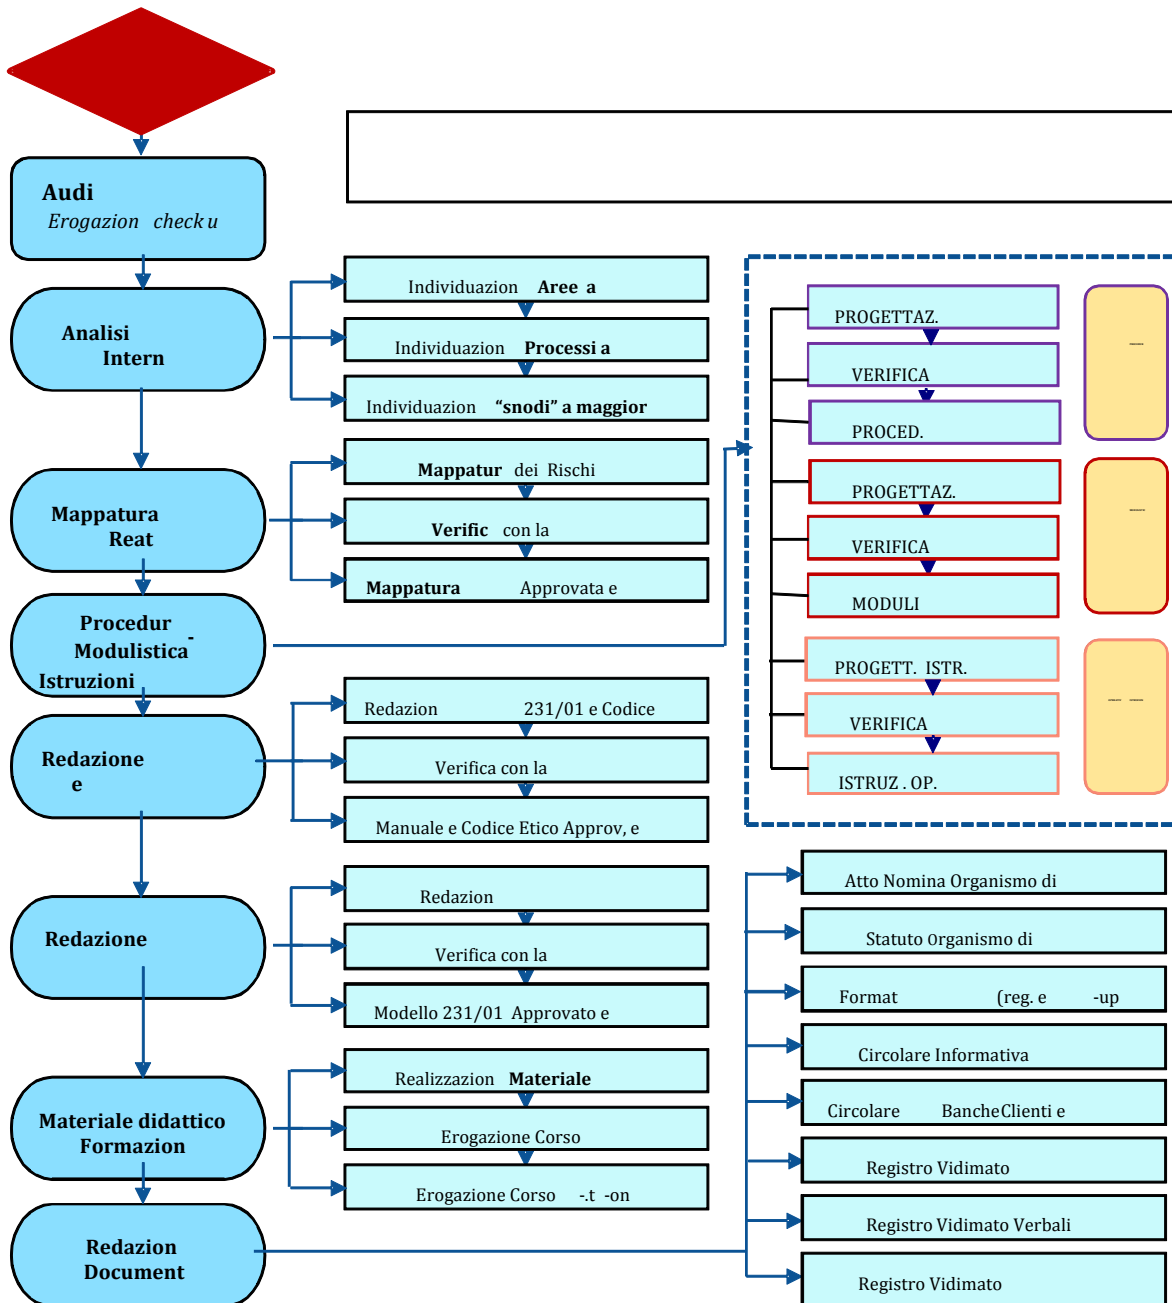 Audi
Erogazion check u
Analisi
Intern
Mappatura
Reat
Procedur
Modulistica-
Istruzioni
Redazione
e
Redazione
Materiale didattico
Formazion
Redazion
Document
Individuazion Aree a
Individuazion Processi a
Individuazion “snodi” a maggior
Mappatur dei Rischi
Verific con la
Mappatura Approvata e
Redazion 231/01 e Codice
Verifica con la
Manuale e Codice Etico Approv, e
Redazion
Verifica con la
Modello 231/01 Approvato e
Realizzazion Materiale
Erogazione Corso
Erogazione Corso -.t -on
PROGETTAZ.
VERIFICA
PROCED.
PROGETTAZ.
VERIFICA
MODULI
PROGETT. ISTR.
VERIFICA
ISTRUZ . OP.
Atto Nomina Organismo di
Statuto Organismo di
Format (reg. e -up
Circolare Informativa
Circolare BancheClienti e
Registro Vidimato
Registro Vidimato Verbali
Registro Vidimato